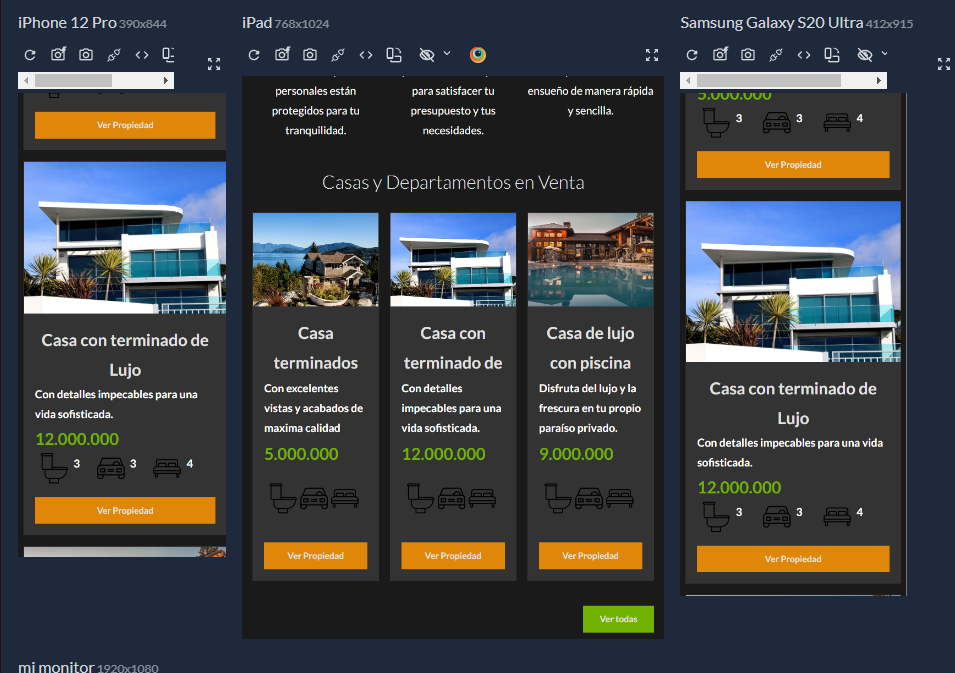 iPhone 12 Pro 390x844
Ver Propiedad
Casa con terminado de
Lujo
Con detalles impecables para una
vida sofisticada.
12.000.000
3 3 4
Ver Propiedad
iPad 768x1024
personales están
protegidos para tu
tranquilidad.
para satisfacer tu
presupuesto y tus
necesidades.
ensueño de manera rápida
y sencilla.
Casas y Departamentos en Venta
Casa
terminados
Con excelentes
vistas y acabados de
maxima calidad
5.000.000
Ver Propiedad
Casa con
terminado de
Con detalles
impecables para una
vida sofisticada.
12.000.000
Ver Propiedad
Casa de lujo
con piscina
Disfruta del lujo y la
frescura en tu propio
paraíso privado.
9.000.000
Ver Propiedad
Ver todas
Samsung Galaxy S20 Ultra 412x915
5.000.000
3 3 4
Ver Propiedad
Casa con terminado de
Lujo
Con detalles impecables para una vida
sofisticada.
12.000.000
3 3 4
Ver Propiedad
mi monitor 1920x1080